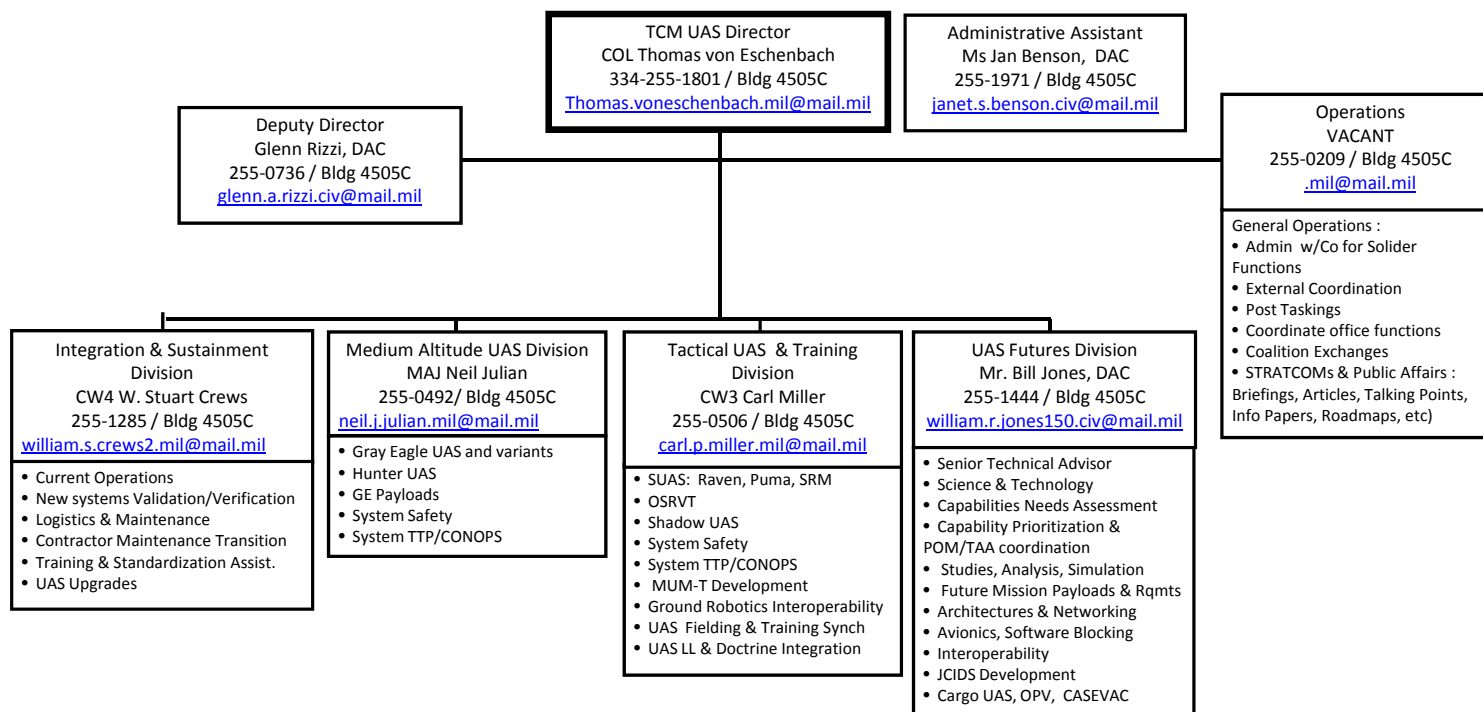 TCM UAS Director
COL Thomas von Eschenbach
334-255-1801 / Bldg 4505C
Thomas.voneschenbach.mil@mail.mil
Administrative Assistant
Ms Jan Benson, DAC
255-1971 / Bldg 4505C
janet.s.benson.civ@mail.mil
Deputy Director
Glenn Rizzi, DAC
255-0736 / Bldg 4505C
glenn.a.rizzi.civ@mail.mil
Operations
VACANT
255-0209 / Bldg 4505C
.mil@mail.mil
General Operations :
• Admin w/Co for Solider
Functions
• External Coordination
• Post Taskings
• Coordinate office functions
• Coalition Exchanges
• STRATCOMs & Public Affairs :
Briefings, Articles, Talking Points,
Info Papers, Roadmaps, etc)
Integration & Sustainment
Division
CW4 W. Stuart Crews
255-1285 / Bldg 4505C
william.s.crews2.mil@mail.mil
• Current Operations
• New systems Validation/Verification
• Logistics & Maintenance
• Contractor Maintenance Transition
• Training & Standardization Assist.
• UAS Upgrades
Medium Altitude UAS Division
MAJ Neil Julian
255-0492/ Bldg 4505C
neil.j.julian.mil@mail.mil
• Gray Eagle UAS and variants
• Hunter UAS
• GE Payloads
• System Safety
• System TTP/CONOPS
Tactical UAS & Training
Division
CW3 Carl Miller
255-0506 / Bldg 4505C
carl.p.miller.mil@mail.mil
• SUAS: Raven, Puma, SRM
• OSRVT
• Shadow UAS
• System Safety
• System TTP/CONOPS
• MUM-T Development
• Ground Robotics Interoperability
• UAS Fielding & Training Synch
• UAS LL & Doctrine Integration
UAS Futures Division
Mr. Bill Jones, DAC
255-1444 / Bldg 4505C
william.r.jones150.civ@mail.mil
• Senior Technical Advisor
• Science & Technology
• Capabilities Needs Assessment
• Capability Prioritization &
POM/TAA coordination
• Studies, Analysis, Simulation
• Future Mission Payloads & Rqmts
• Architectures & Networking
• Avionics, Software Blocking
• Interoperability
• JCIDS Development
• Cargo UAS, OPV, CASEVAC